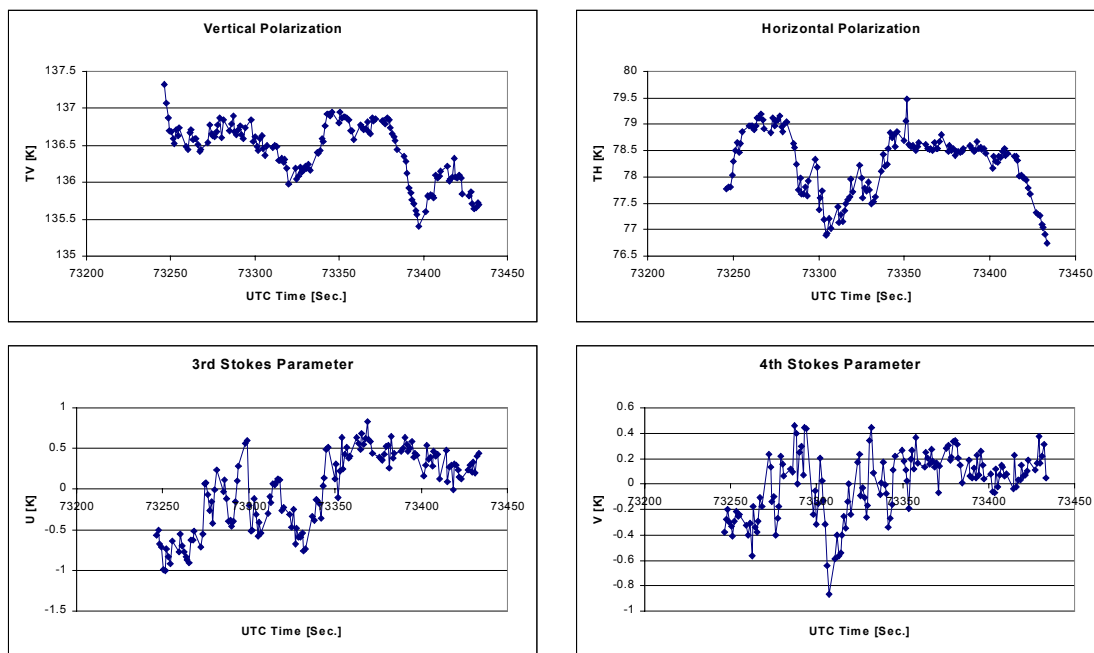 Vertical Polarization
137.5
137
136.5
136
135.5
135
TV [K]
73200 73250 73300 73350 73400 73450
UTC Time [Sec.]
Horizontal Polarization
80
79.5
79
78.5
78
77.5
77
76.5
TH [K]
73200 73250 73300 73350 73400 73450
UTC Time [Sec.]
3rd Stokes Parameter
1
0.5
0
-0.5
-1
-1.5
U [K]
73200 73250 73300 73350 73400 73450
UTC Time [Sec.]
4th Stokes Parameter
0.6
0.4
0.2
0
-0.2
-0.4
-0.6
-0.8
-1
V [K]
73200 73250 73300 73350 73400 73450
UTC Time [Sec.]